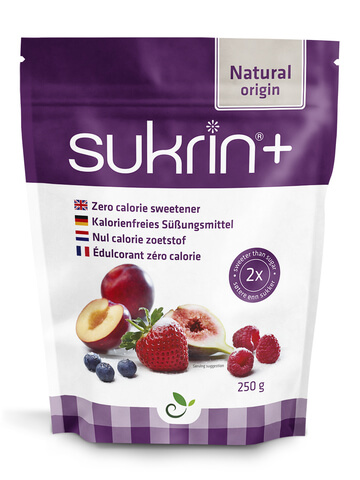 Natural
origin
sukrin®+
Zero calorie sweetener
Kalorienfreies Süßungsmittel
Nul calorie zoetstof
Édulcorant zéro calorie
sweeter than sugar
2x
søtere enn sukker
Serving suggestion
250 g